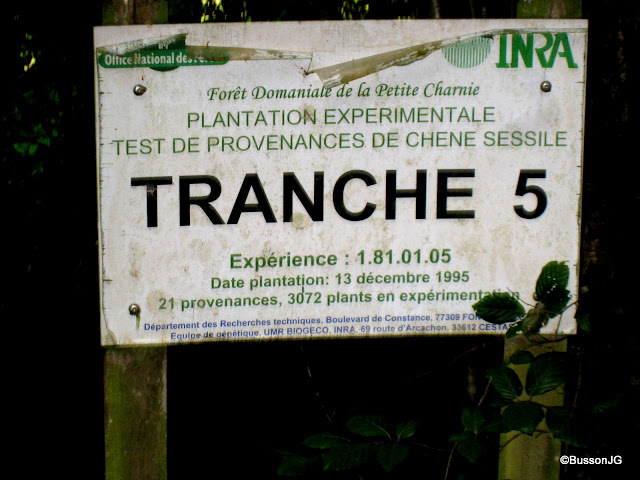 Office National des
INRA
Forêt Domaniale de la Petite Charnie
PLANTATION EXPERIMENTALE
TEST DE PROVENANCES DE CHENE SESSILE
TRANCHE 5
Expérience : 1.81.01.05
Date plantation: 13 décembre 1995
21 provenances, 3072 plants en expérimentation
Département des Recherches techniques, Boulevard de Constance, 77309
Equipe de génétique, UMR BIOGECO, INRA, 69 route d'Arcachon, 33612
©BussonJG